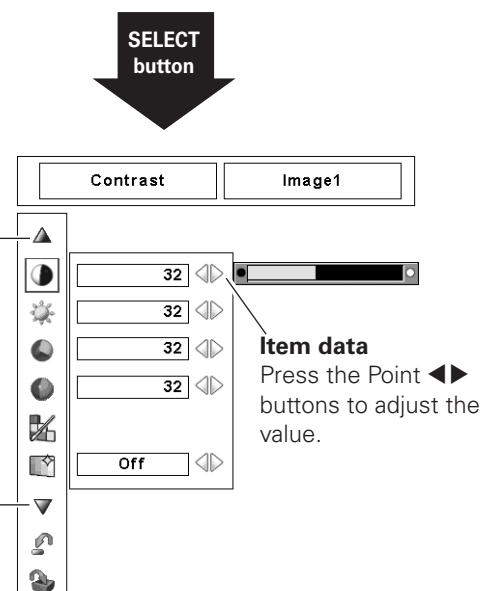 SELECT
button
Contrast Image1
32
32
32
32
Off
Item data
Press the Point ◀▶
buttons to adjust the
value.